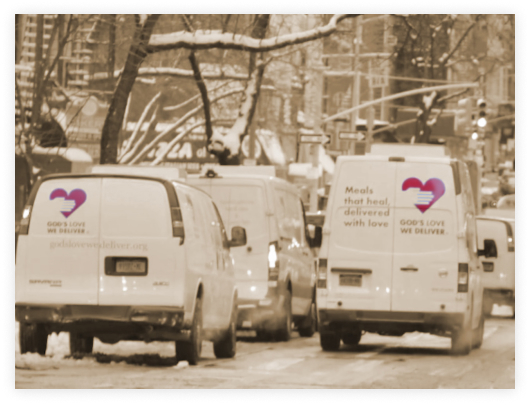 GOD'S LOVE
WE DELIVER
godslovewedeliver.org
Meals
that heal,
delivered
with love
GOD'S LOVE
WE DELIVER